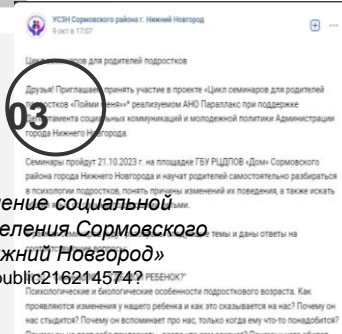 УСЗН Сормовского района г. Нижний Новгород
9 окт в 17:07
Цикл семинаров для родителей подростков
Друзья! Приглашаем принять участие в проекте «Цикл семинаров для родителей
подростков «Пойми меня»» реализуемом АНО Параллакс при поддержке
Департамента социальных коммуникаций и молодежной политики Администрации
города Нижнего Новгорода.
03
Семинары пройдут 21.10.2023 г. на площадке ГБУ РЦДПОВ «Дом» Сормовского
района города Нижнего Новгорода и научат родителей самостоятельно разбираться
в психологии подростков, понять причины изменений их поведения, а также искать
ение социальной
еления Сормовского
жний Новгород»
public216214574?
темы и даны ответы на
РЕБЕНОК?"
Психологические и биологические особенности подросткового возраста. Как
проявляются изменения у нашего ребенка и как это сказывается на нас? Почему он
нас стыдится? Почему он вспоминает про нас, только когда ему что-то понадобится?